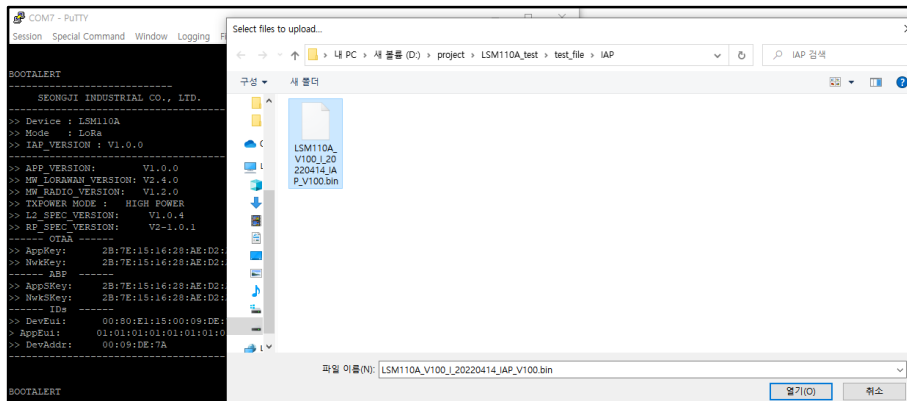 COM7 - PuTTY
Session Special Command Window Logging
BOOTALERT
----------------------------
SEONGJI INDUSTRIAL CO., LTD.
>> Device : LSM110A
>> Mode : LoRa
>> IAP_VERSION : V1.0.0
>> APP_VERSION: V1.0.0
>> MW_LORAWAN_VERSION: V2.4.0
>> MW_RADIO_VERSION: V1.2.0
>> TXPOWER MODE : HIGH POWER
>> L2_SPEC_VERSION: V1.0.4
>> RP_SPEC_VERSION: V2-1.0.1
------ OTAA ------
>> AppKey: 2B:7E:15:16:28:AE:D2:
>> NwkKey: 2B:7E:15:16:28:AE:D2:
------ ABP ------
>> AppSKey: 2B:7E:15:16:28:AE:D2:
>> NwkSKey: 2B:7E:15:16:28:AE:D2:
------ IDs ------
>> DevEui: 00:80:E1:15:00:09:DE:
> AppEui: 01:01:01:01:01:01:01:0
>> DevAddr: 00:09:DE:7A
BOOTALERT
Select files to upload...
내 PC > 새 볼륨 (D:) > project > LSM110A_test > test_file > IAP
IAP 검색
구성
새 폴더
LSM110A_
V100_I_20
220414_IA
P_V100.bin
파일 이름(N): LSM110A_V100_I_20220414_IAP_V100.bin
열기(O)
취소